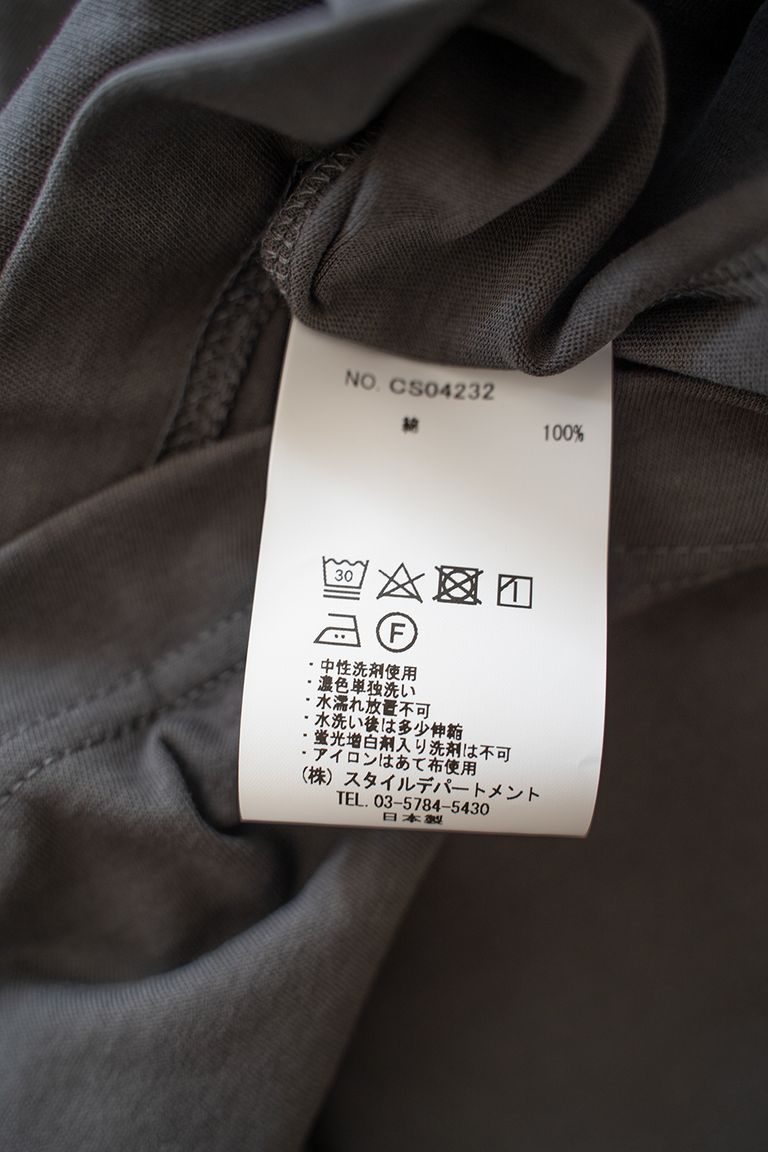 NO. CS04232
綿 100%
30
F
・中性洗剤使用
・濃色単独洗い
・水濡れ放置不可
・水洗い後は多少伸縮
・蛍光増白剤入り洗剤は不可
・アイロンはあて布使用
(株) スタイルデパートメント
TEL. 03-5784-5430
日本製